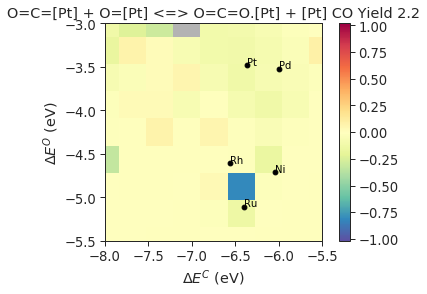 O=C=[Pt] + O=[Pt] <=> O=C=O.[Pt] + [Pt] CO Yield 2.2
−3.0
−3.5
−4.0
−4.5
−5.0
−5.5
ΔE^O (eV)
Pt
Pd
Rh
Ni
Ru
−8.0 −7.5 −7.0 −6.5 −6.0 −5.5
ΔE^C (eV)
1.00
0.75
0.50
0.25
0.00
−0.25
−0.50
−0.75
−1.00